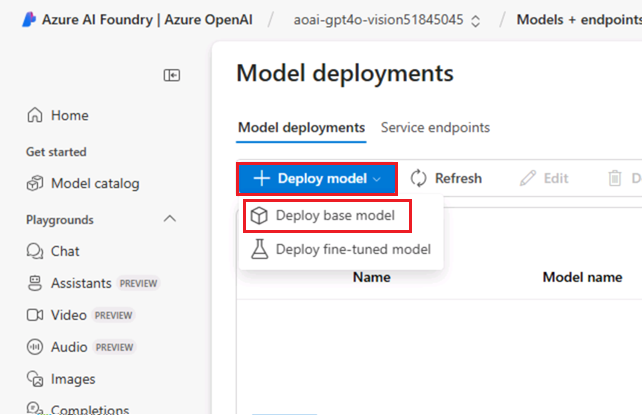 Azure AI Foundry | Azure OpenAI / aoai-gpt4o-vision51845045 / Models + endpoints
Model deployments
Home
Model deployments Service endpoints
Get started
+ Deploy model Refresh Edit
Model catalog
Deploy base model
Playgrounds
Chat
Deploy fine-tuned model
Assistants PREVIEW
Name Model name
Video PREVIEW
Audio PREVIEW
Images
Completions